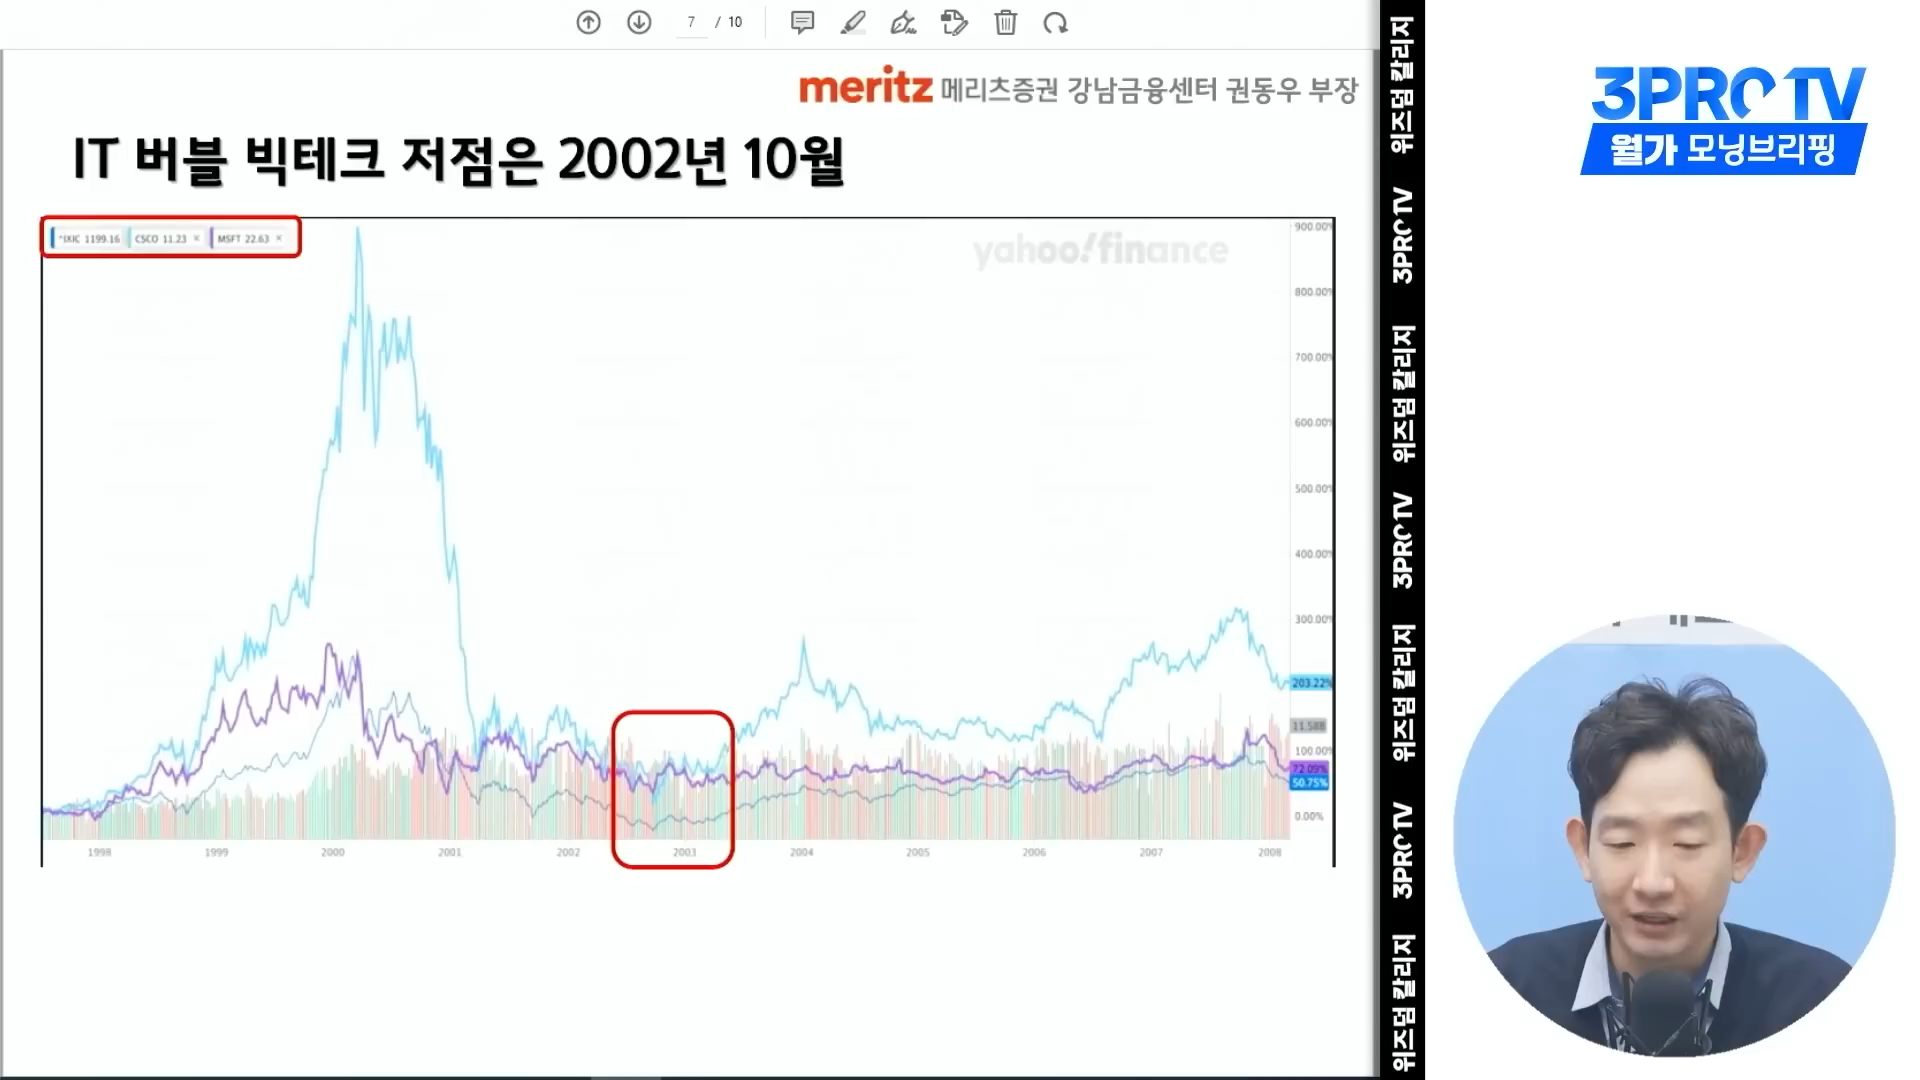 7 / 10
meritz 메리츠증권 강남금융센터 권동우 부장
IT 버블 빅테크 저점은 2002년 10월
^IXIC 1199.16 CSCO 11.23 × MSFT 22.63 ×
yahoo!finance
900.00%
800.00%
700.00%
600.00%
500.00%
400.00%
300.00%
203.22%
11.58B
100.00%
72.09%
50.75%
0.00%
1998 1999 2000 2001 2002 2003 2004 2005 2006 2007 2008
위즈덤 칼리지
3PROTV
위즈덤 칼리지
3PROTV
위즈덤 칼리지
3PROTV
위즈덤 칼리지
3PRO TV
월가 모닝브리핑